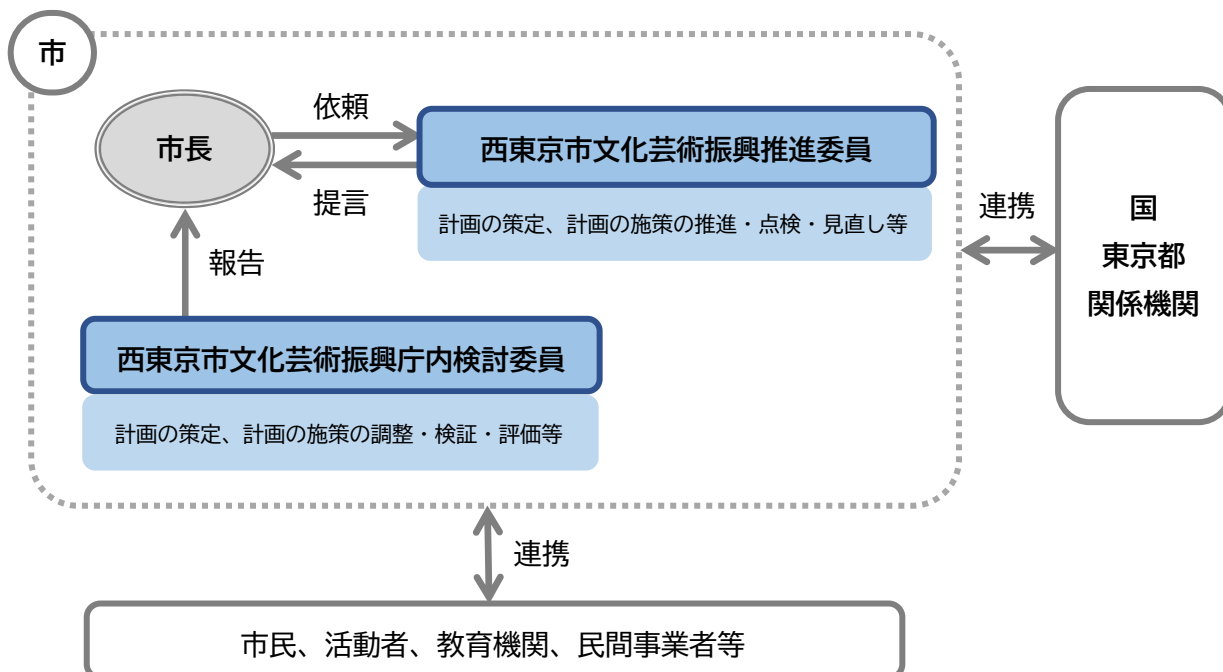 市
市長
依頼
提言
西東京市文化芸術振興推進委員
計画の策定、計画の施策の推進・点検・見直し等
報告
西東京市文化芸術振興庁内検討委員
計画の策定、計画の施策の調整・検証・評価等
連携
国
東京都
関係機関
連携
市民、活動者、教育機関、民間事業者等